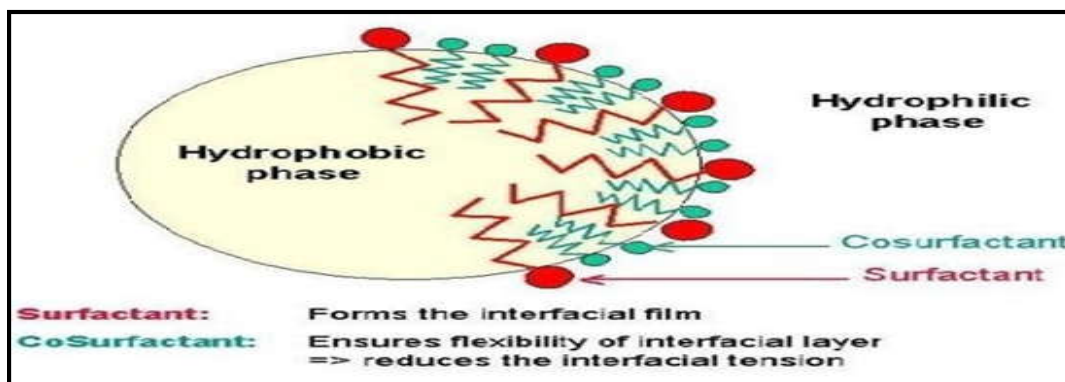 Hydrophilic
phase
Hydrophobic
phase
Cosurfactant
Surfactant
Surfactant: Forms the interfacial film
CoSurfactant: Ensures flexibility of interfacial layer
=> reduces the interfacial tension